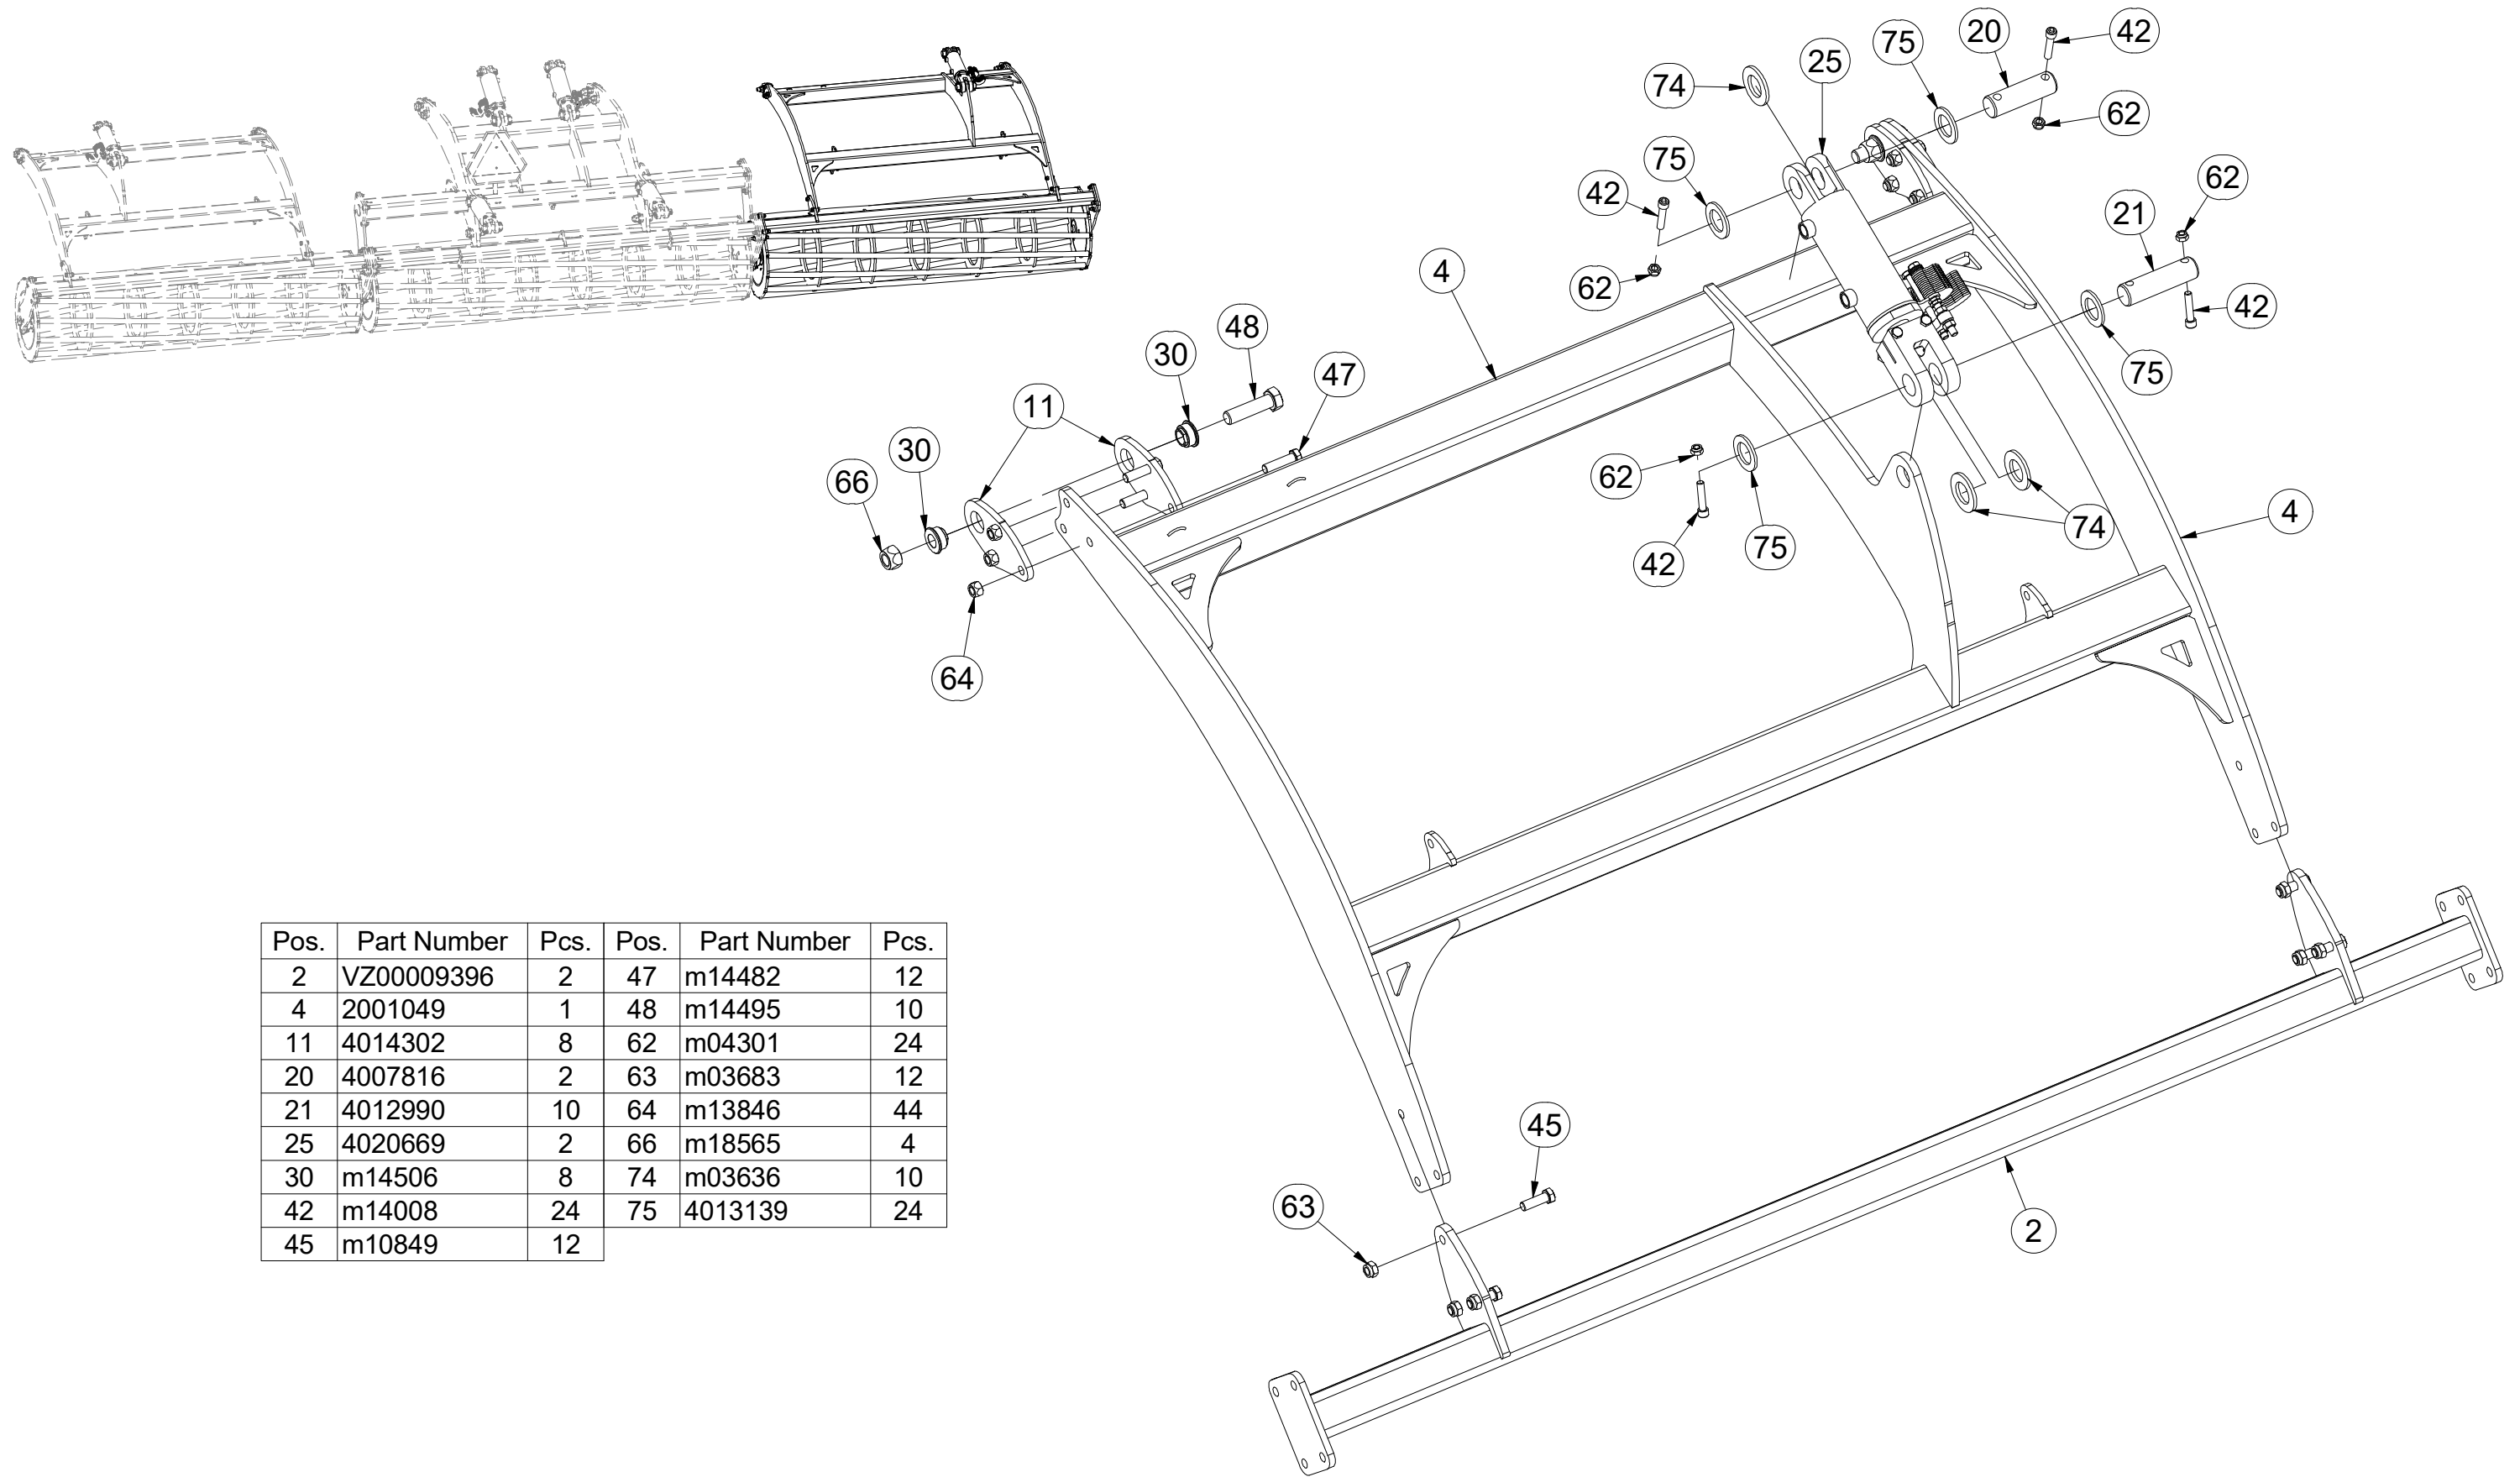 42
20
75
25
74
62
75
42
62
62
21
4
42
48
30
47
75
11
30
66
62
75
74
4
42
64
Pos. Part Number Pcs. Pos. Part Number Pcs.
2 VZ00009396 2 47 m14482 12
4 2001049 1 48 m14495 10
11 4014302 8 62 m04301 24
20 4007816 2 63 m03683 12
21 4012990 10 64 m13846 44
25 4020669 2 66 m18565 4
30 m14506 8 74 m03636 10
42 m14008 24 75 4013139 24
45 m10849 12
45
63
2